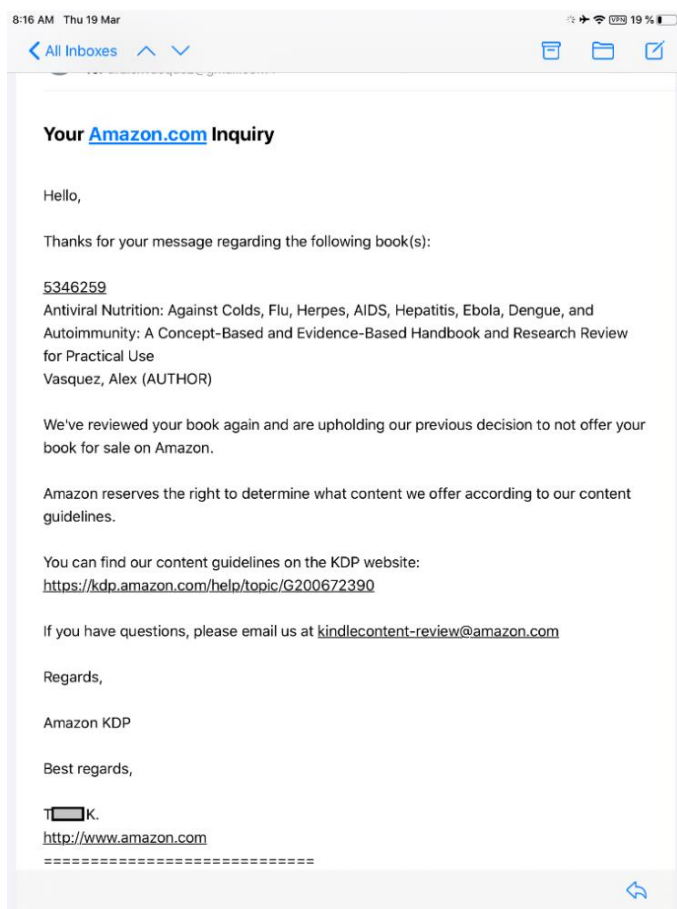 8:16 AM Thu 19 Mar
VPN 19 %
All Inboxes
Your Amazon.com Inquiry
Hello,
Thanks for your message regarding the following book(s):
5346259
Antiviral Nutrition: Against Colds, Flu, Herpes, AIDS, Hepatitis, Ebola, Dengue, and
Autoimmunity: A Concept-Based and Evidence-Based Handbook and Research Review
for Practical Use
Vasquez, Alex (AUTHOR)
We've reviewed your book again and are upholding our previous decision to not offer your
book for sale on Amazon.
Amazon reserves the right to determine what content we offer according to our content
guidelines.
You can find our content guidelines on the KDP website:
https://kdp.amazon.com/help/topic/G200672390
If you have questions, please email us at kindlecontent-review@amazon.com
Regards,
Amazon KDP
Best regards,
T K.
http://www.amazon.com
=============================